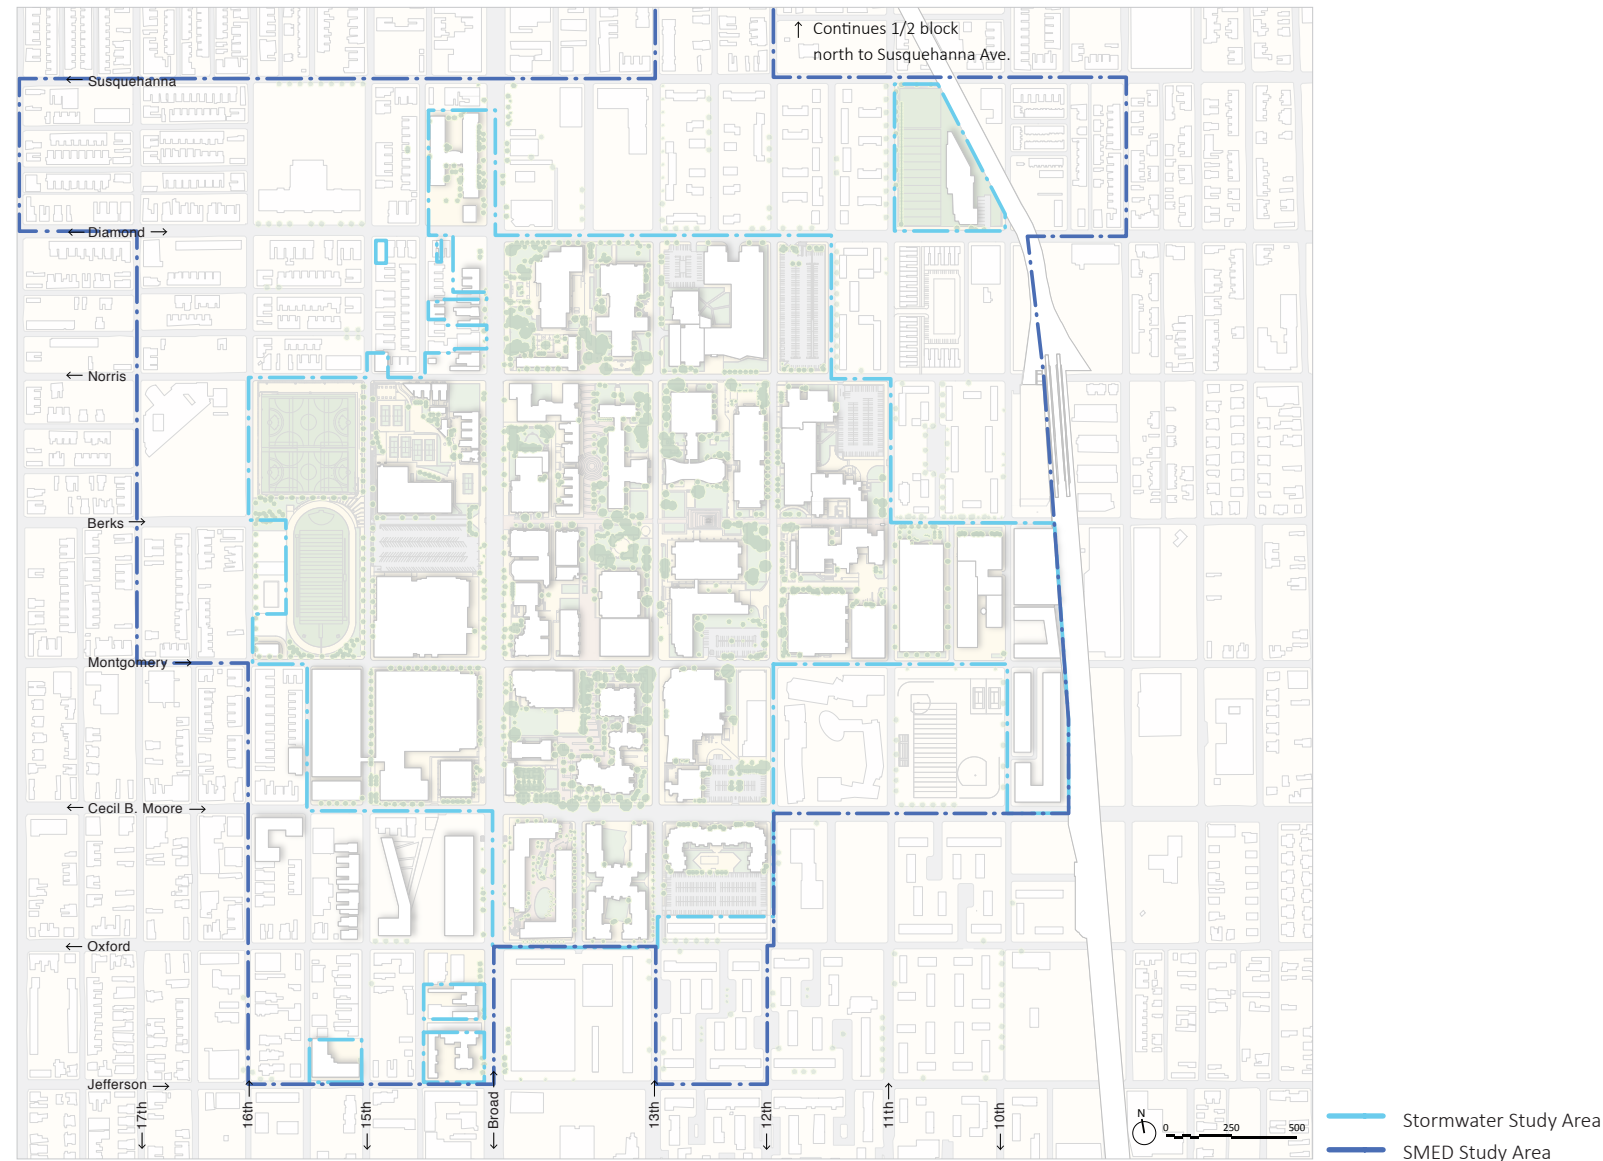 Continues 1/2 block
north to Susquehanna Ave.
Susquehanna
Diamond
Norris
Berks
Montgomery
Cecil B. Moore
Oxford
Jefferson
17th
16th
15th
Broad
13th
12th
11th
10th
N
0 250 500
Stormwater Study Area
SMED Study Area